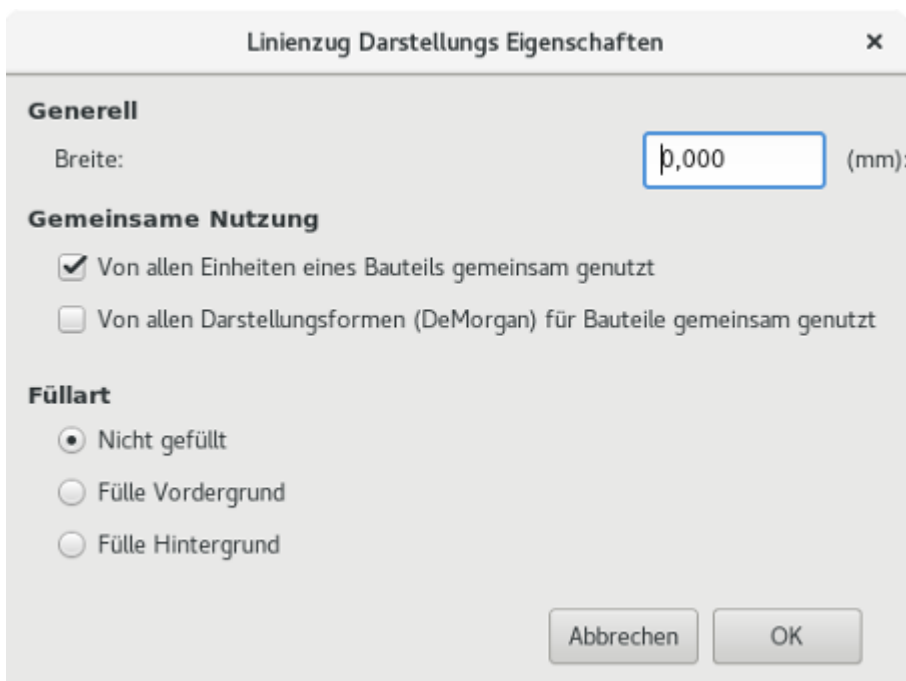 Linienzug Darstellungs Eigenschaften
Generell
Breite: 0,000 (mm):
Gemeinsame Nutzung
Von allen Einheiten eines Bauteils gemeinsam genutzt
Von allen Darstellungsformen (DeMorgan) für Bauteile gemeinsam genutzt
Füllart
Nicht gefüllt
Fülle Vordergrund
Fülle Hintergrund
Abbrechen OK